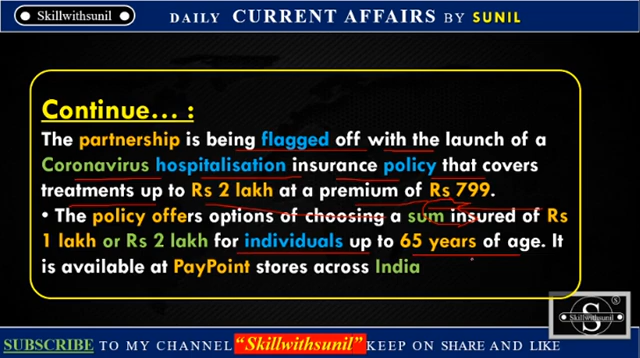 Skillwithsunil
DAILY CURRENT AFFAIRS BY SUNIL
Continue… :
The partnership is being flagged off with the launch of a
Coronavirus hospitalisation insurance policy that covers
treatments up to Rs 2 lakh at a premium of Rs 799.
• The policy offers options of choosing a sum insured of Rs
1 lakh or Rs 2 lakh for individuals up to 65 years of age. It
is available at PayPoint stores across India
S
®
Skillwithsunil
SUBSCRIBE TO MY CHANNEL "Skillwithsunil" KEEP ON SHARE AND LIKE